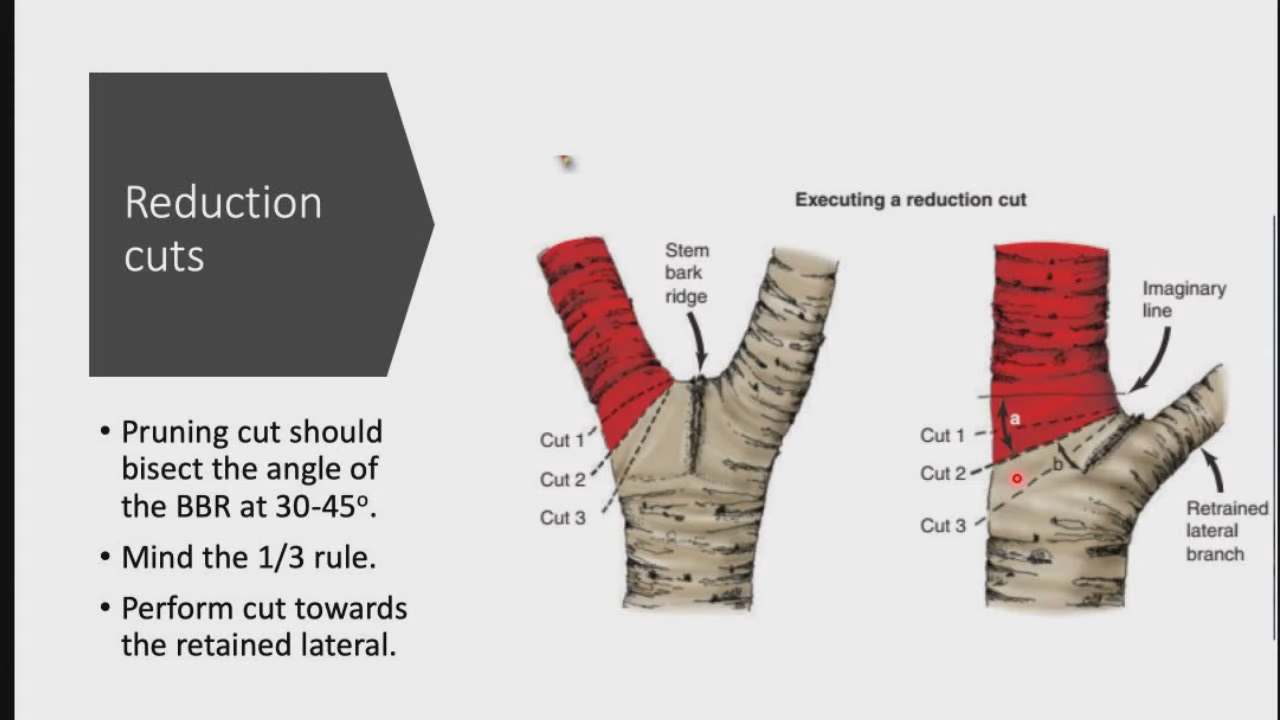 Reduction
cuts
• Pruning cut should
bisect the angle of
the BBR at 30-45º.
• Mind the 1/3 rule.
• Perform cut towards
the retained lateral.
Executing a reduction cut
Stem
bark
ridge
Cut 1
Cut 2
Cut 3
Imaginary
line
a
b
Cut 1
Cut 2
Cut 3
Retrained
lateral
branch